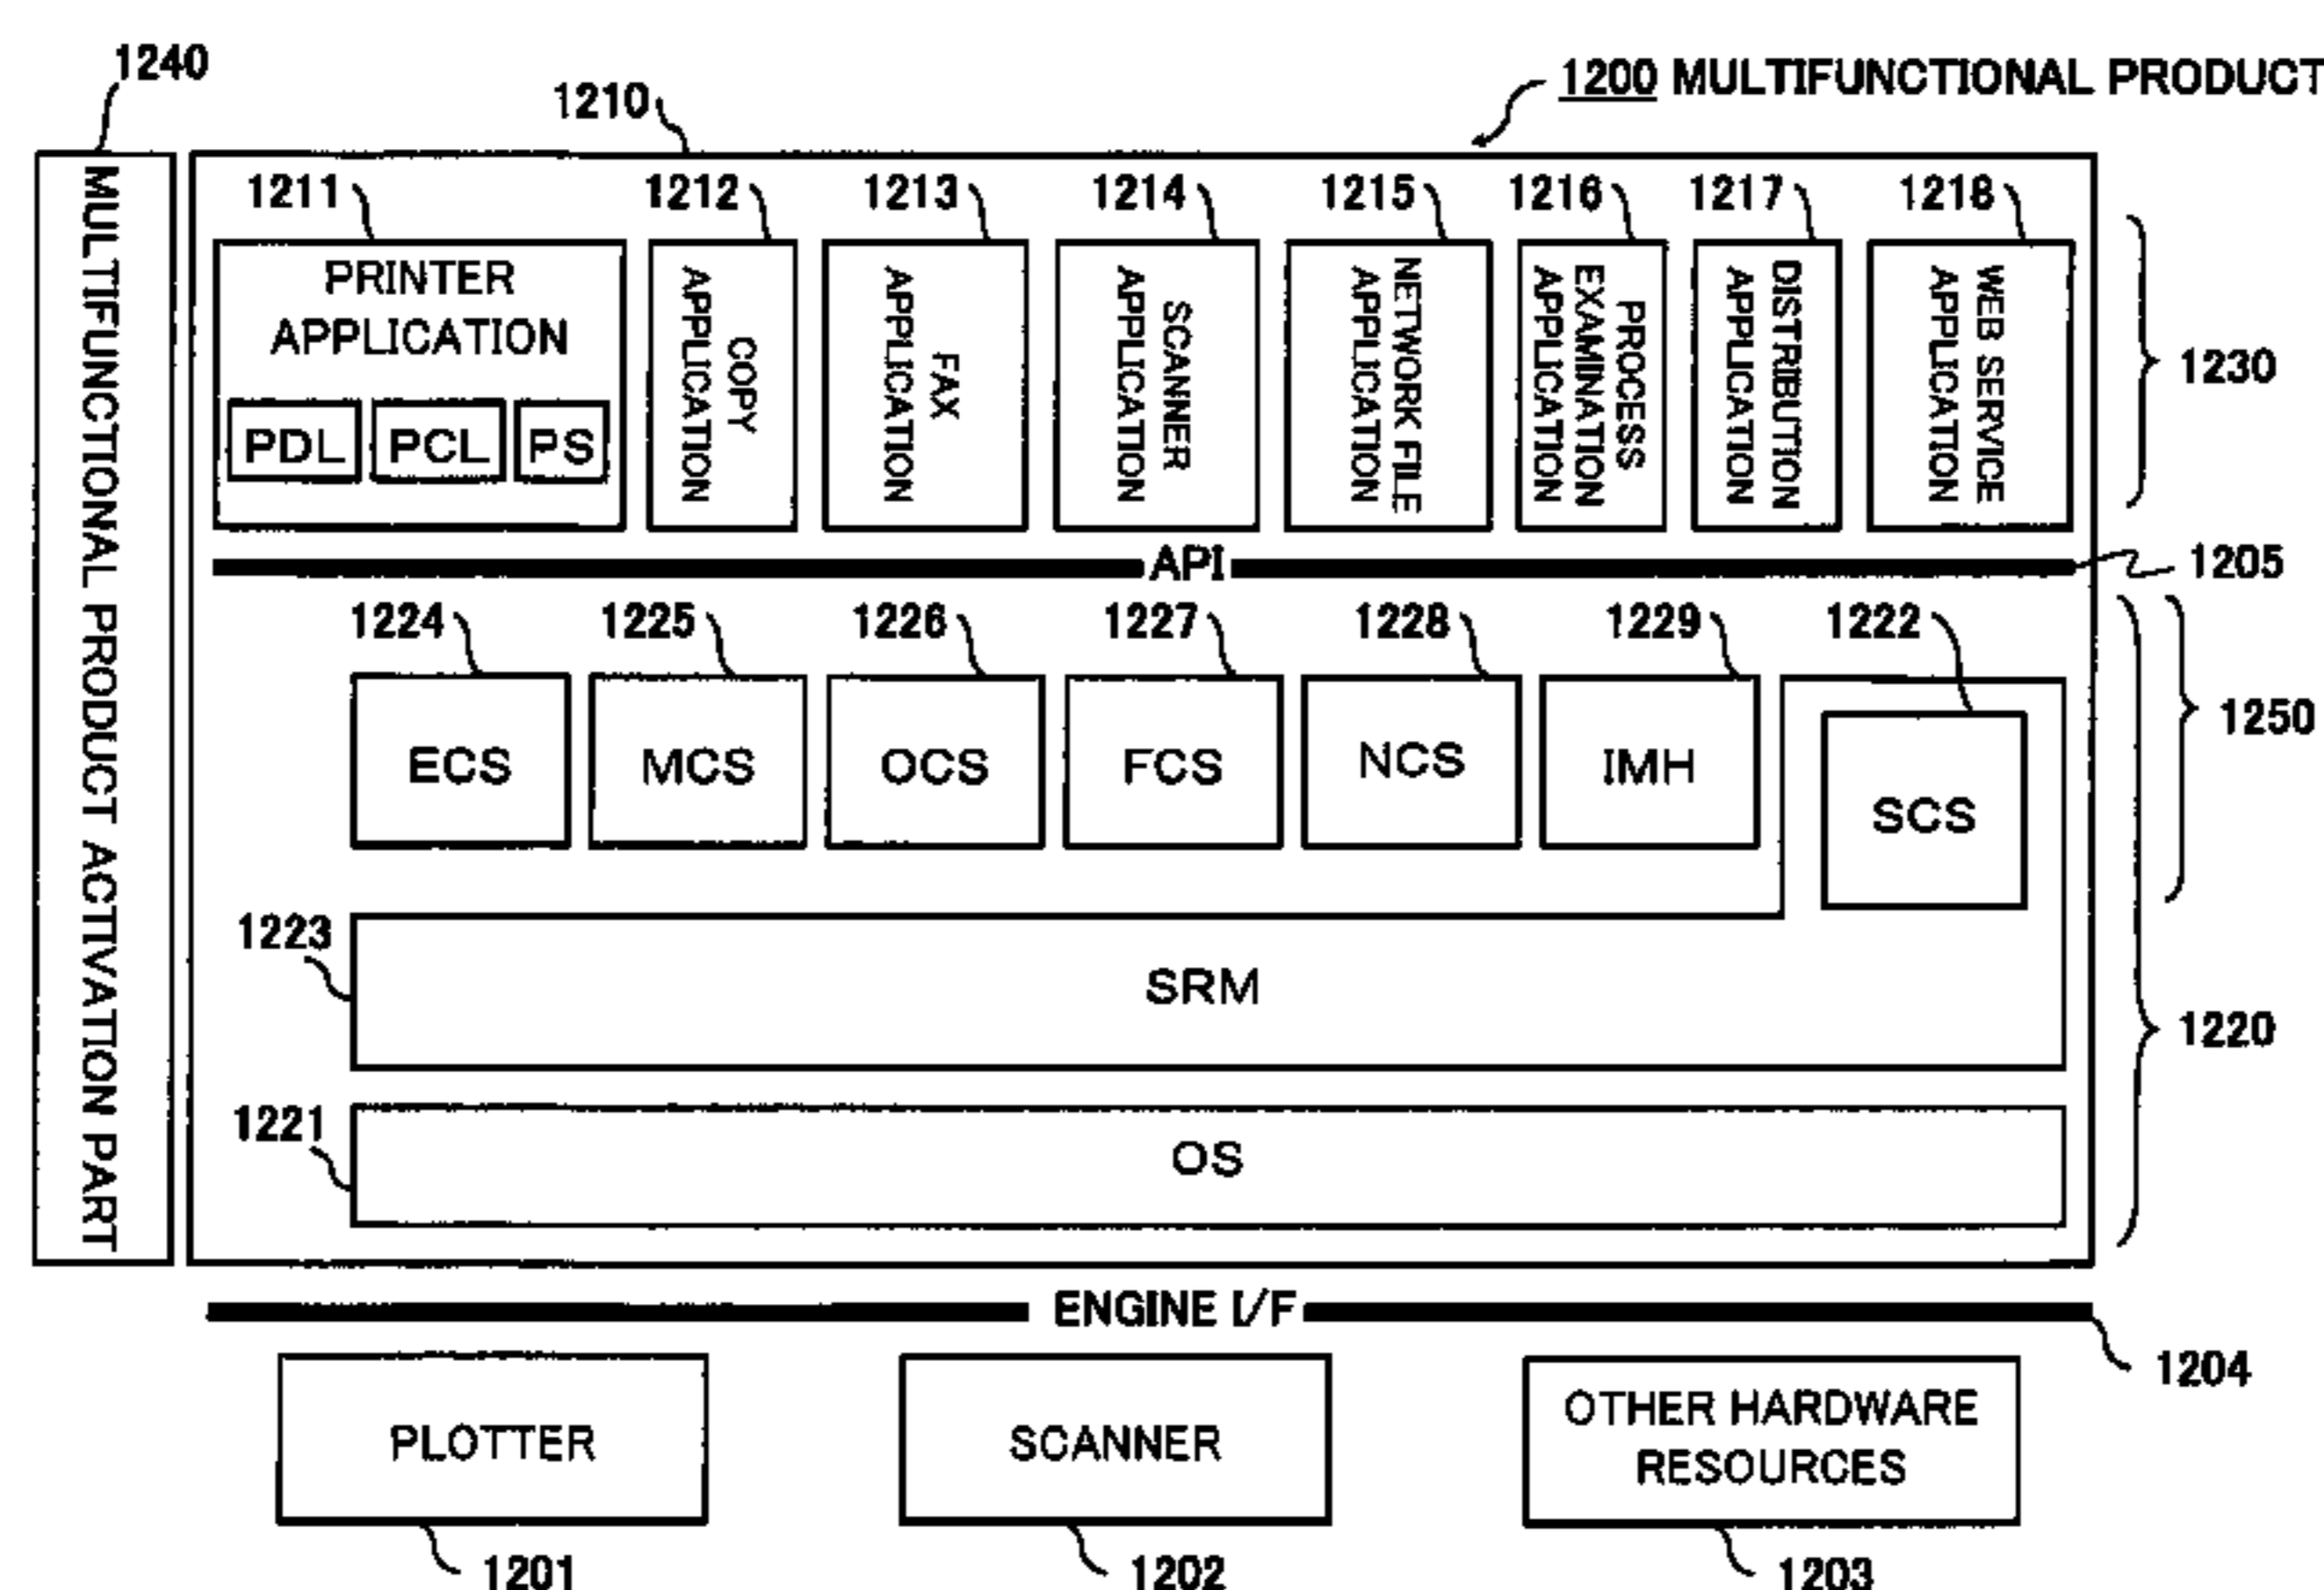 1240
1210
1200 MULTIFUNCTIONAL PRODUCT
MULTIFUNCTIONAL PRODUCT ACTIVATION PART
1211
1212
1213
1214
1215
1216
1217
1218
PRINTER
APPLICATION
PDL
PCL
PS
COPY
APPLICATION
FAX
APPLICATION
SCANNER
APPLICATION
NETWORK FILE
APPLICATION
PROCESS
EXAMINATION
APPLICATION
DISTRIBUTION
APPLICATION
WEB SERVICE
APPLICATION
1230
API
1205
1224
1225
1226
1227
1228
1229
1222
ECS
MCS
OCS
FCS
NCS
IMH
SCS
1250
1223
SRM
1220
1221
OS
ENGINE I/F
1204
PLOTTER
SCANNER
OTHER HARDWARE
RESOURCES
1201
1202
1203